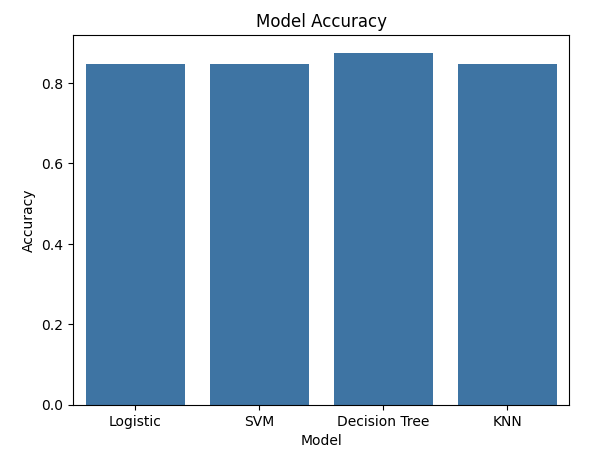 Model Accuracy
Accuracy
0.8
0.6
0.4
0.2
0.0
Logistic SVM Decision Tree KNN
Model